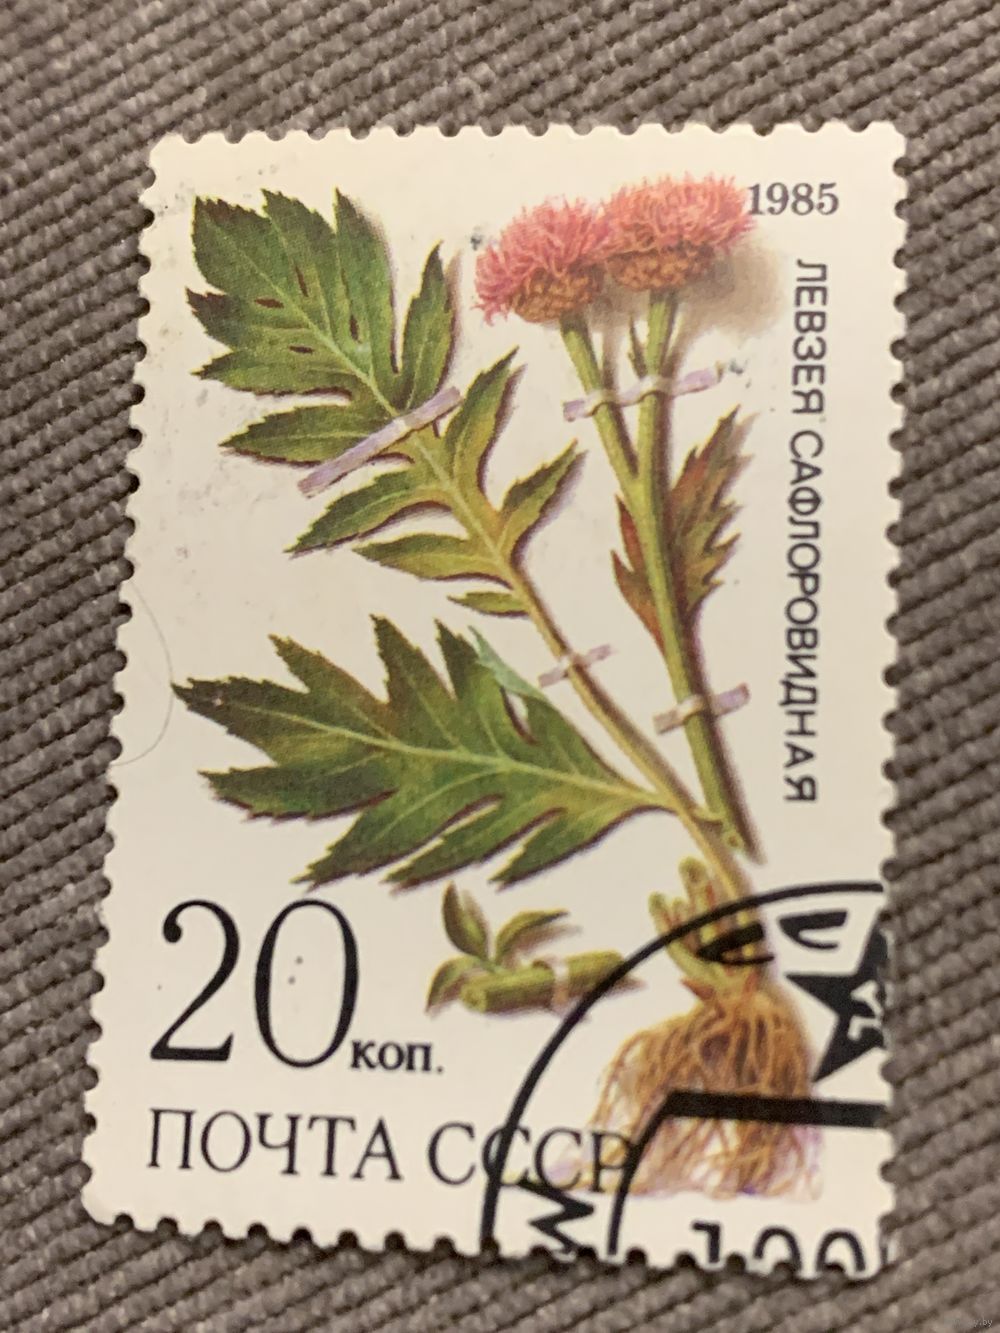 1985
ЛЕВЗЕЯ САФЛОРОВИДНАЯ
20 коп.
ПОЧТА СССР